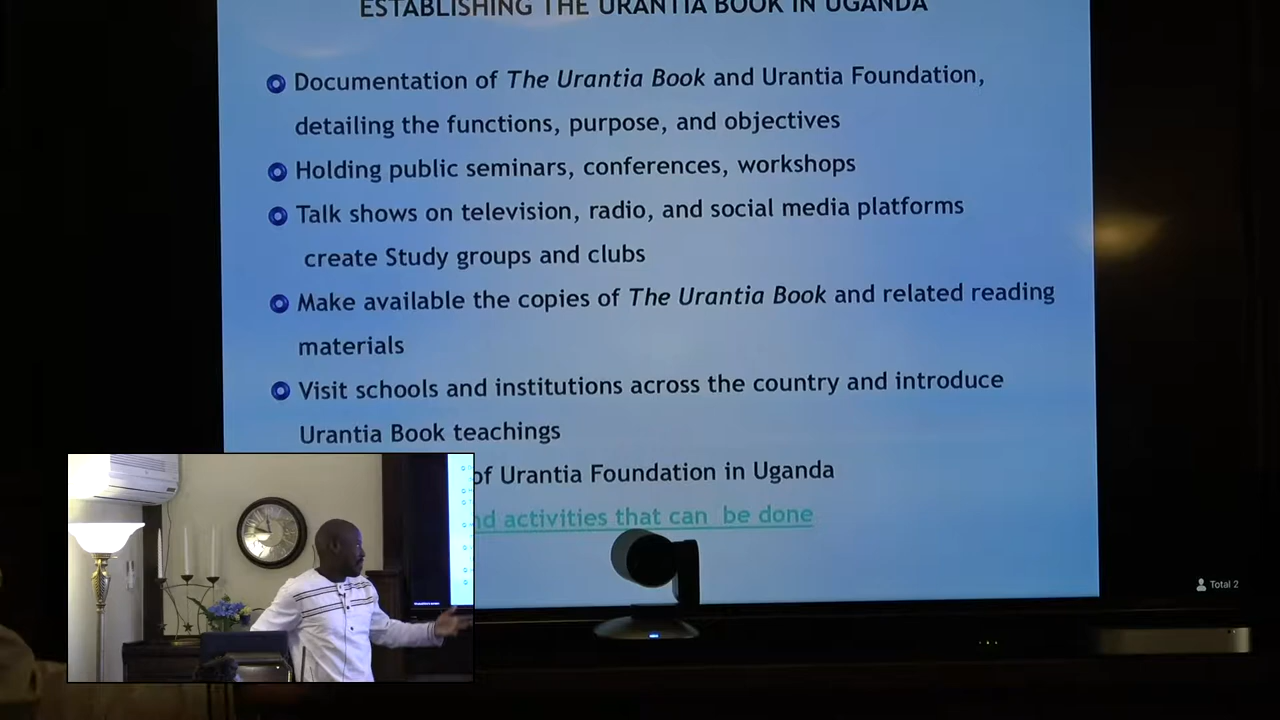 ESTABLISHING THE URANTIA BOOK IN UGANDA
Documentation of The Urantia Book and Urantia Foundation,
detailing the functions, purpose, and objectives
Holding public seminars, conferences, workshops
Talk shows on television, radio, and social media platforms
create Study groups and clubs
Make available the copies of The Urantia Book and related reading
materials
Visit schools and institutions across the country and introduce
Urantia Book teachings
of Urantia Foundation in Uganda
activities that can be done
Total 2